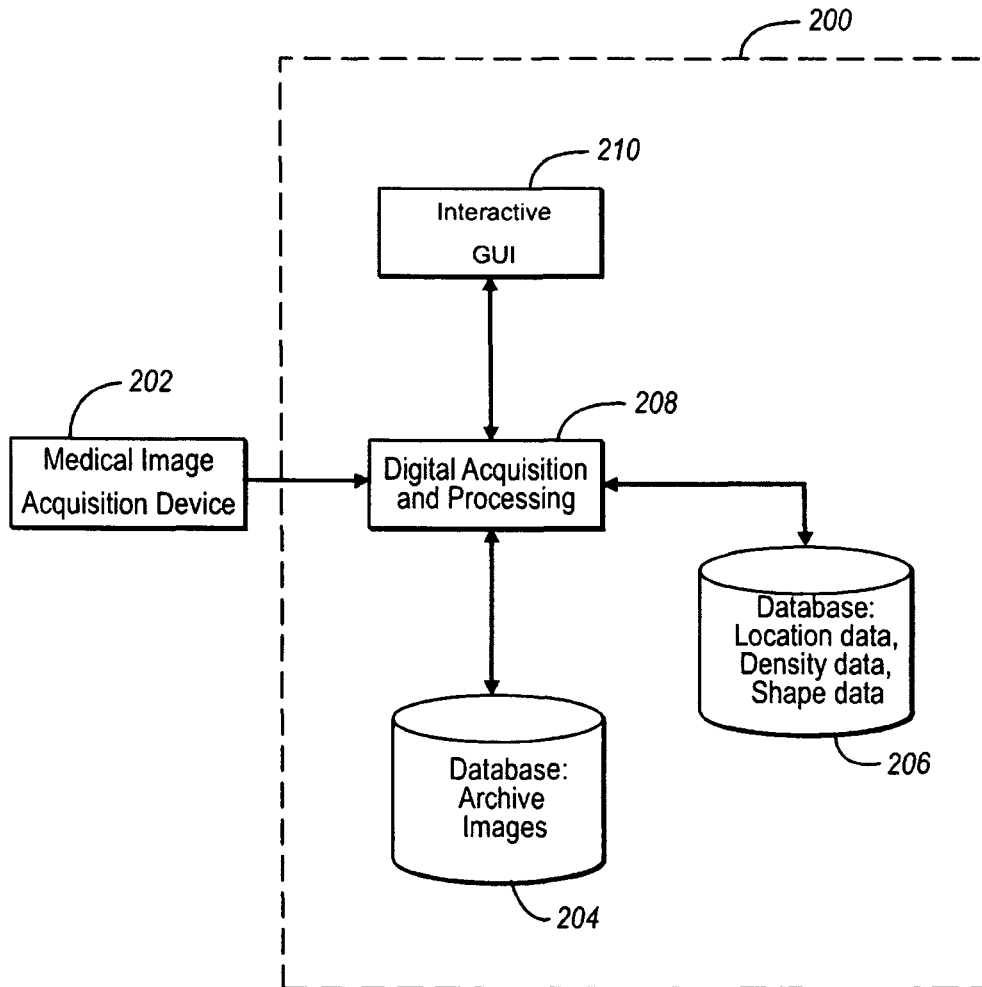 200
210
Interactive
GUI
202
208
Medical Image
Acquisition Device
Digital Acquisition
and Processing
Database:
Location data,
Density data,
Shape data
206
Database:
Archive
Images
204